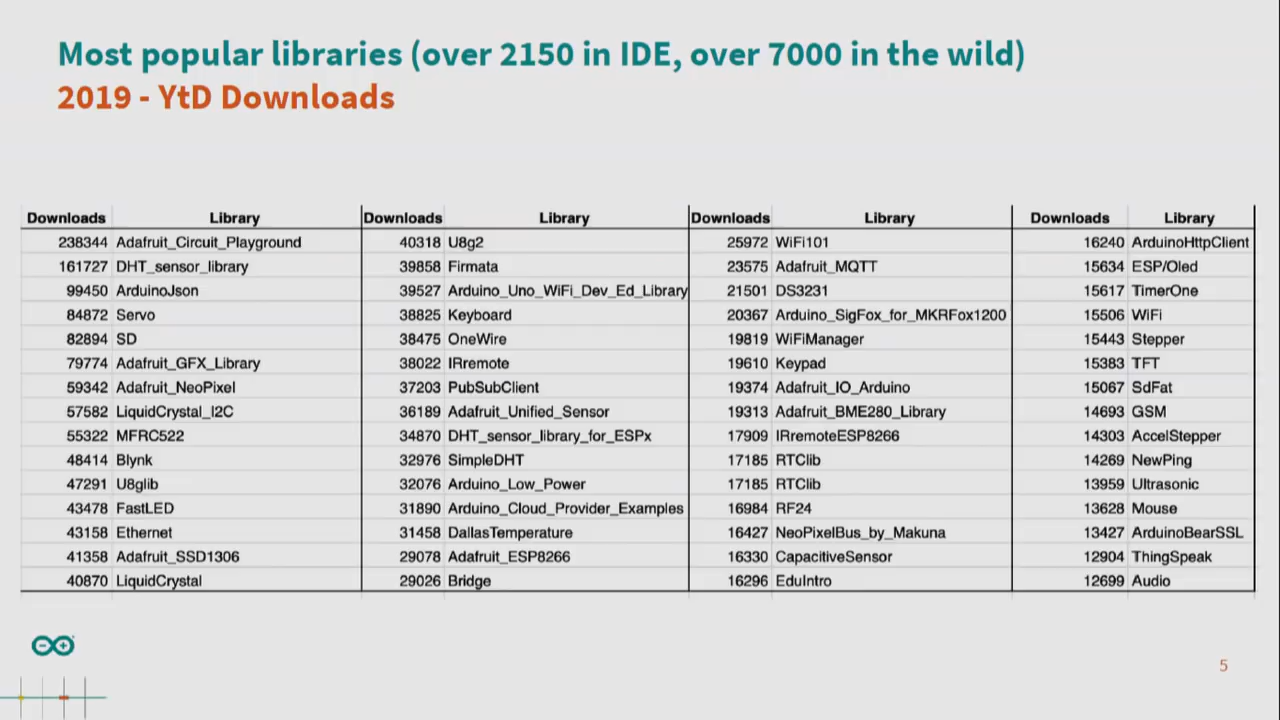 Most popular libraries (over 2150 in IDE, over 7000 in the wild)
2019 - YtD Downloads
Downloads Library Downloads Library Downloads Library Downloads Library
238344 Adafruit_Circuit_Playground 40318 U8g2 25972 WiFi101 16240 ArduinoHttpClient
161727 DHT_sensor_library 39858 Firmata 23575 Adafruit_MQTT 15634 ESP/Oled
99450 ArduinoJson 39527 Arduino_Uno_WiFi_Dev_Ed_Library 21501 DS3231 15617 TimerOne
84872 Servo 38825 Keyboard 20367 Arduino_SigFox_for_MKRFox1200 15506 WiFi
82894 SD 38475 OneWire 19819 WiFiManager 15443 Stepper
79774 Adafruit_GFX_Library 38022 IRremote 19610 Keypad 15383 TFT
59342 Adafruit_NeoPixel 37203 PubSubClient 19374 Adafruit_IO_Arduino 15067 SdFat
57582 LiquidCrystal_I2C 36189 Adafruit_Unified_Sensor 19313 Adafruit_BME280_Library 14693 GSM
55322 MFRC522 34870 DHT_sensor_library_for_ESPx 17909 IRremoteESP8266 14303 AccelStepper
48414 Blynk 32976 SimpleDHT 17185 RTClib 14269 NewPing
47291 U8glib 32076 Arduino_Low_Power 17185 RTClib 13959 Ultrasonic
43478 FastLED 31890 Arduino_Cloud_Provider_Examples 16984 RF24 13628 Mouse
43158 Ethernet 31458 DallasTemperature 16427 NeoPixelBus_by_Makuna 13427 ArduinoBearSSL
41358 Adafruit_SSD1306 29078 Adafruit_ESP8266 16330 CapacitiveSensor 12904 ThingSpeak
40870 LiquidCrystal 29026 Bridge 16296 EduIntro 12699 Audio
5